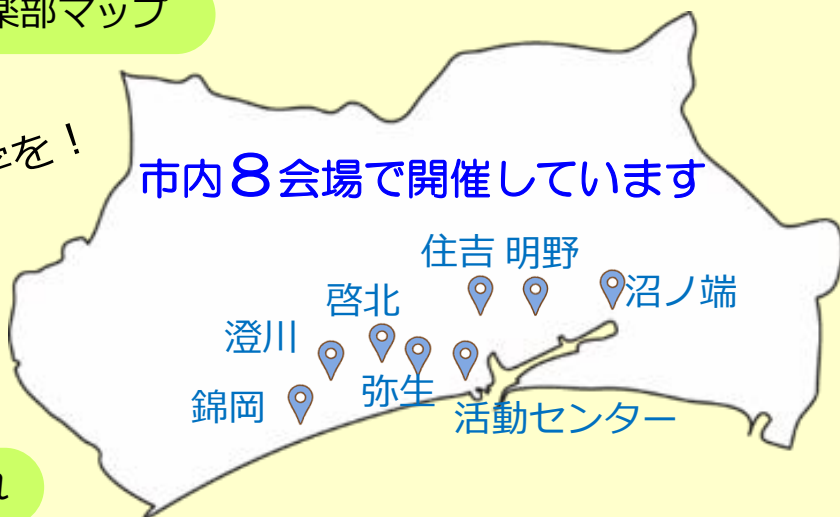 楽部マップ
を！
市内８会場で開催しています
住吉
明野
沼ノ端
啓北
澄川
弥生
錦岡
活動センター